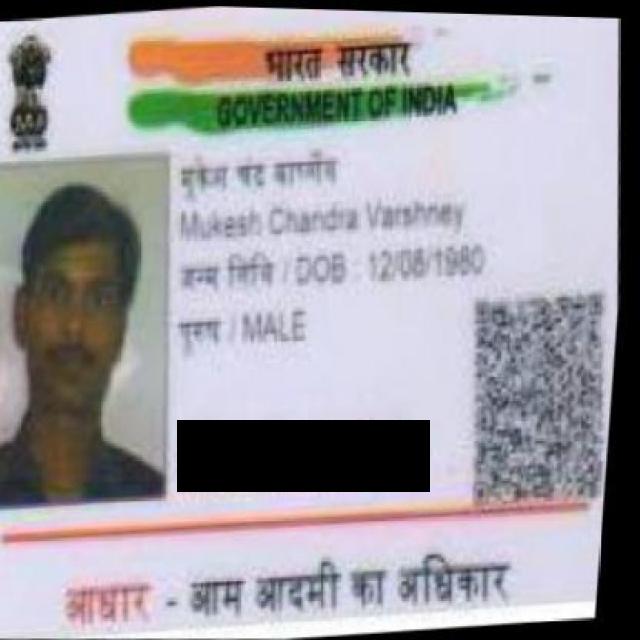 भारत सरकार
GOVERNMENT OF INDIA
मुकेश चंद वार्ष्णेय
Mukesh Chandra Varshney
जन्म तिथि / DOB : 12/08/1980
पुरुष / MALE
आधार - आम आदमी का अधिकार